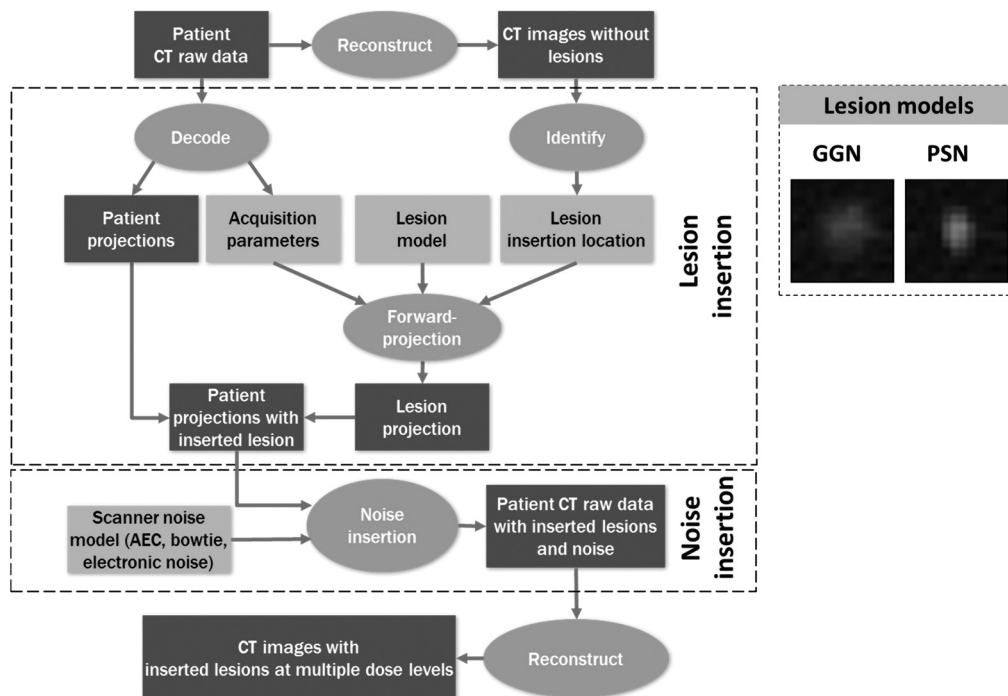 Patient
CT raw data
Reconstruct
CT images without
lesions
Decode
Identify
Patient
projections
Acquisition
parameters
Lesion
model
Lesion
insertion location
Forward-
projection
Patient
projections with
inserted lesion
Lesion
projection
Lesion
insertion
Scanner noise
model (AEC, bowtie,
electronic noise)
Noise
insertion
Patient CT raw data
with inserted lesions
and noise
Noise
insertion
CT images with
inserted lesions at multiple dose levels
Reconstruct
Lesion models
GGN PSN